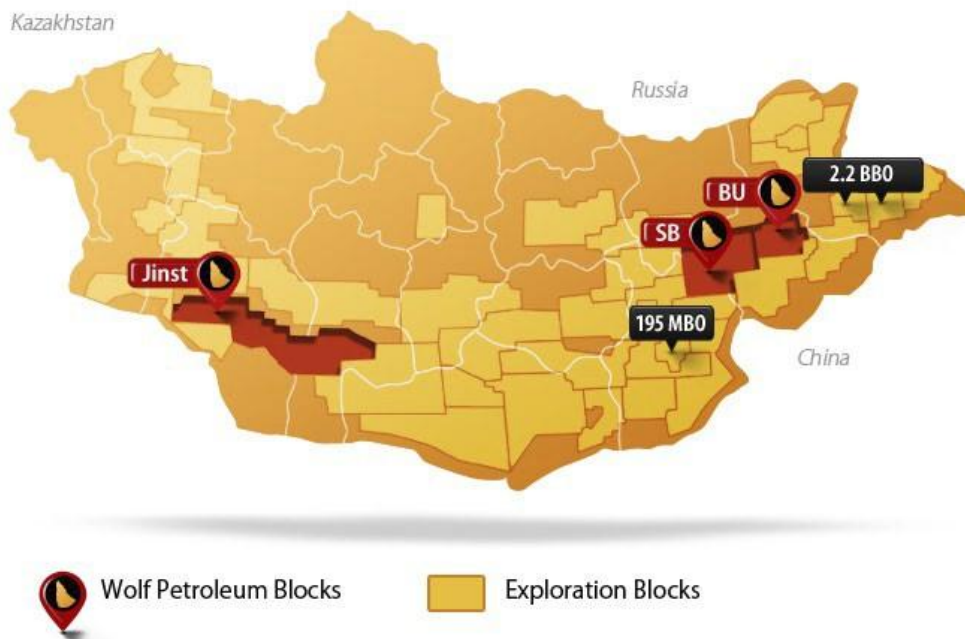 Kazakhstan
Russia
2.2 BBO
BU
SB
Jinst
195 MBO
China
Wolf Petroleum Blocks
Exploration Blocks